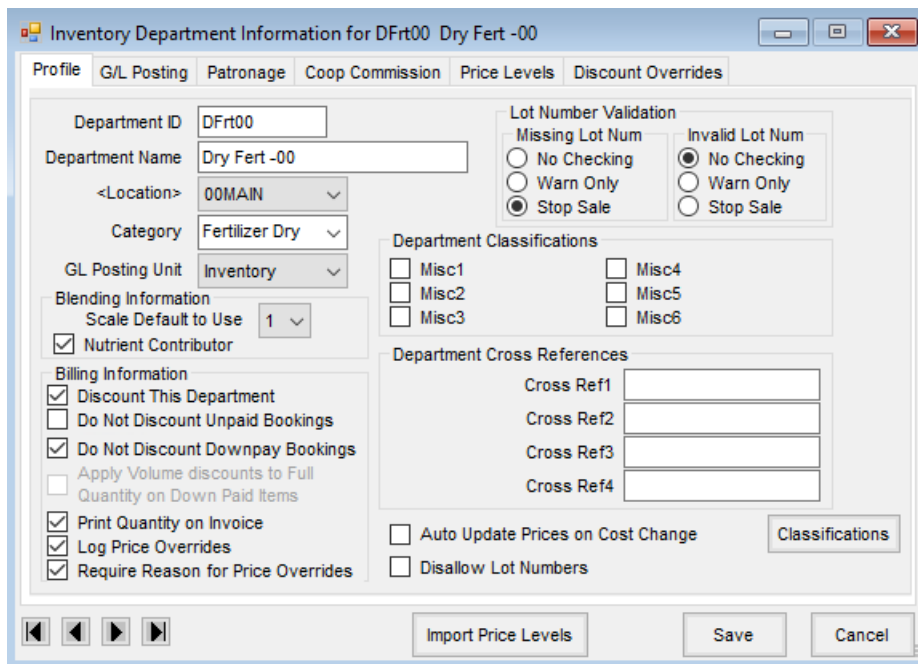 Inventory Department Information for DFrt00 Dry Fert -00
Profile G/L Posting Patronage Coop Commission Price Levels Discount Overrides
Department ID DFrt00
Department Name Dry Fert -00
<Location> 00MAIN
Category Fertilizer Dry
GL Posting Unit Inventory
Blending Information
Scale Default to Use 1
Nutrient Contributor
Billing Information
Discount This Department
Do Not Discount Unpaid Bookings
Do Not Discount Downpay Bookings
Apply Volume discounts to Full
Quantity on Down Paid Items
Print Quantity on Invoice
Log Price Overrides
Require Reason for Price Overrides
Lot Number Validation
Missing Lot Num Invalid Lot Num
No Checking No Checking
Warn Only Warn Only
Stop Sale Stop Sale
Department Classifications
Misc1 Misc4
Misc2 Misc5
Misc3 Misc6
Department Cross References
Cross Ref1
Cross Ref2
Cross Ref3
Cross Ref4
Auto Update Prices on Cost Change Classifications
Disallow Lot Numbers
Import Price Levels Save Cancel